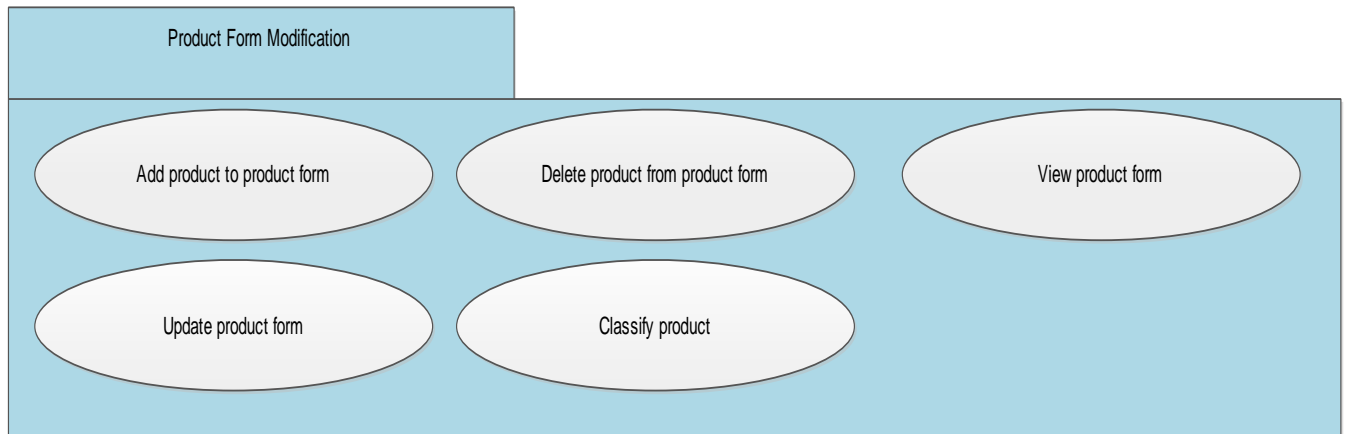 Product Form Modification
Add product to product form
Delete product from product form
View product form
Update product form
Classify product